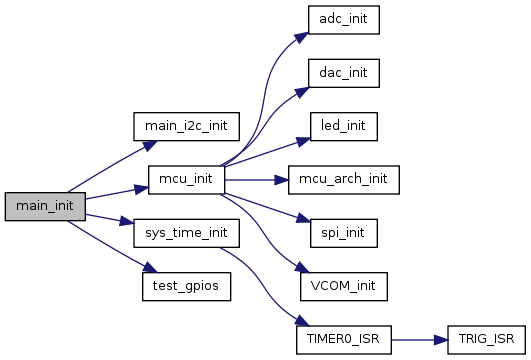 adc_init
dac_init
main_i2c_init
led_init
mcu_init
mcu_arch_init
main_init
sys_time_init
spi_init
test_gpios
VCOM_init
TIMER0_ISR
TRIG_ISR